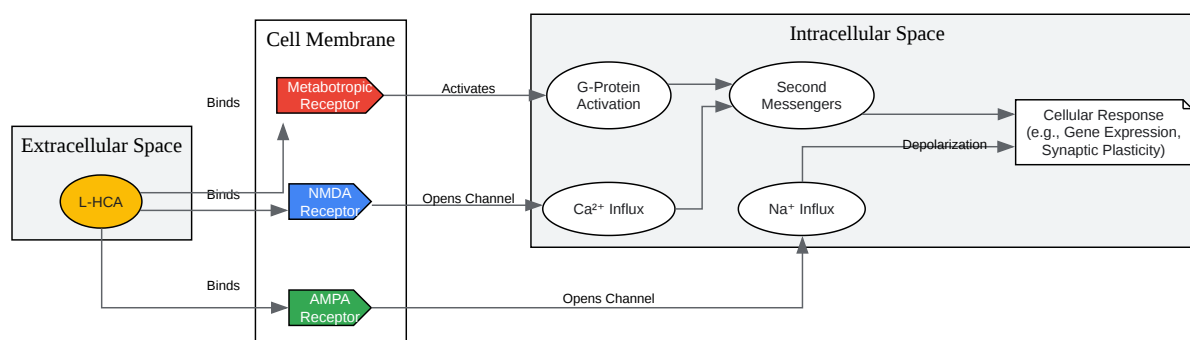 Extracellular Space
L-HCA
Cell Membrane
Metabotropic
Receptor
NMDA
Receptor
AMPA
Receptor
Binds
Binds
Binds
Intracellular Space
Activates
G-Protein
Activation
Second
Messengers
Opens Channel
Ca²⁺ Influx
Na⁺ Influx
Opens Channel
Depolarization
Cellular Response
(e.g., Gene Expression,
Synaptic Plasticity)